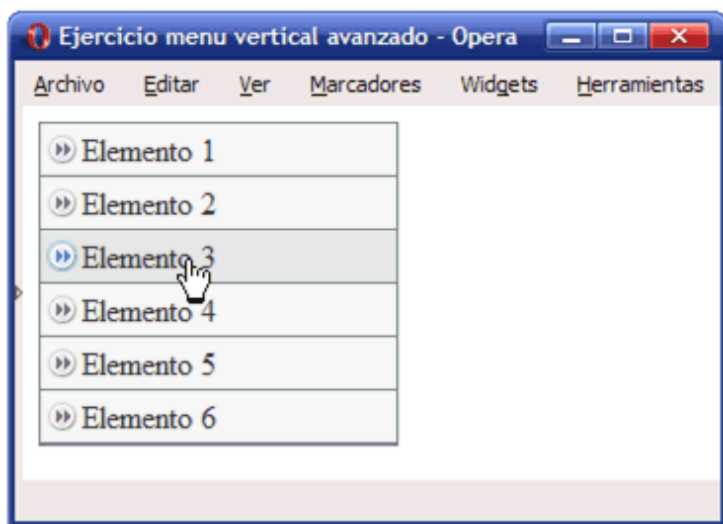 Ejercicio menu vertical avanzado - Opera
Archivo Editar Ver Marcadores Widgets Herramientas
Elemento 1
Elemento 2
Elemento 3
Elemento 4
Elemento 5
Elemento 6